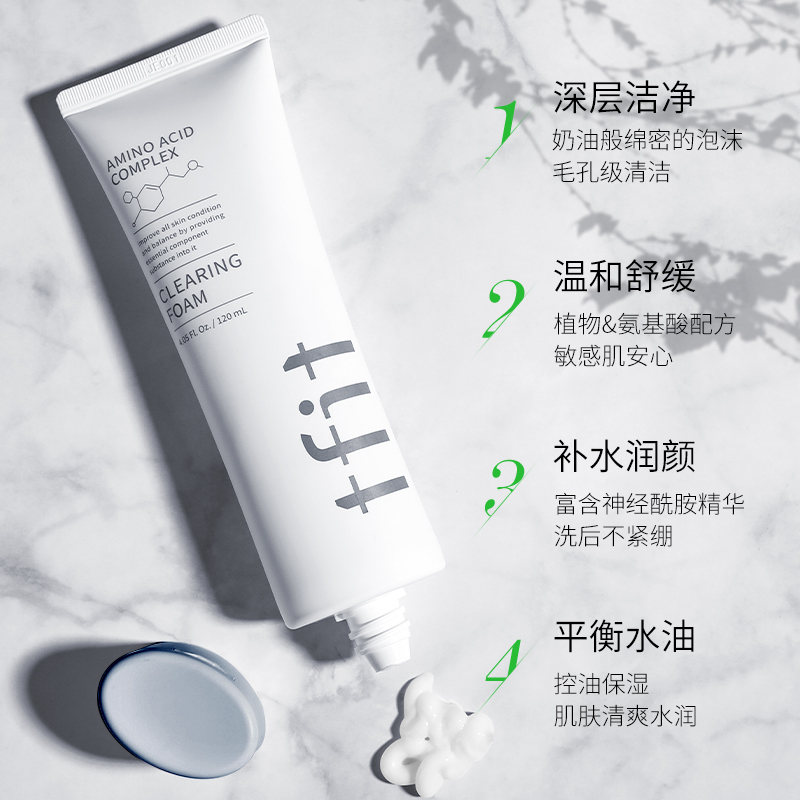 JE001
AMINO ACID
COMPLEX
improve all skin condition
and balance by providing
essential component
substance into it
CLEARING
FOAM
4.05 FL Oz. / 120 mL
tfit
1
深层洁净
奶油般绵密的泡沫
毛孔级清洁
2
温和舒缓
植物&氨基酸配方
敏感肌安心
3
补水润颜
富含神经酰胺精华
洗后不紧绷
4
平衡水油
控油保湿
肌肤清爽水润